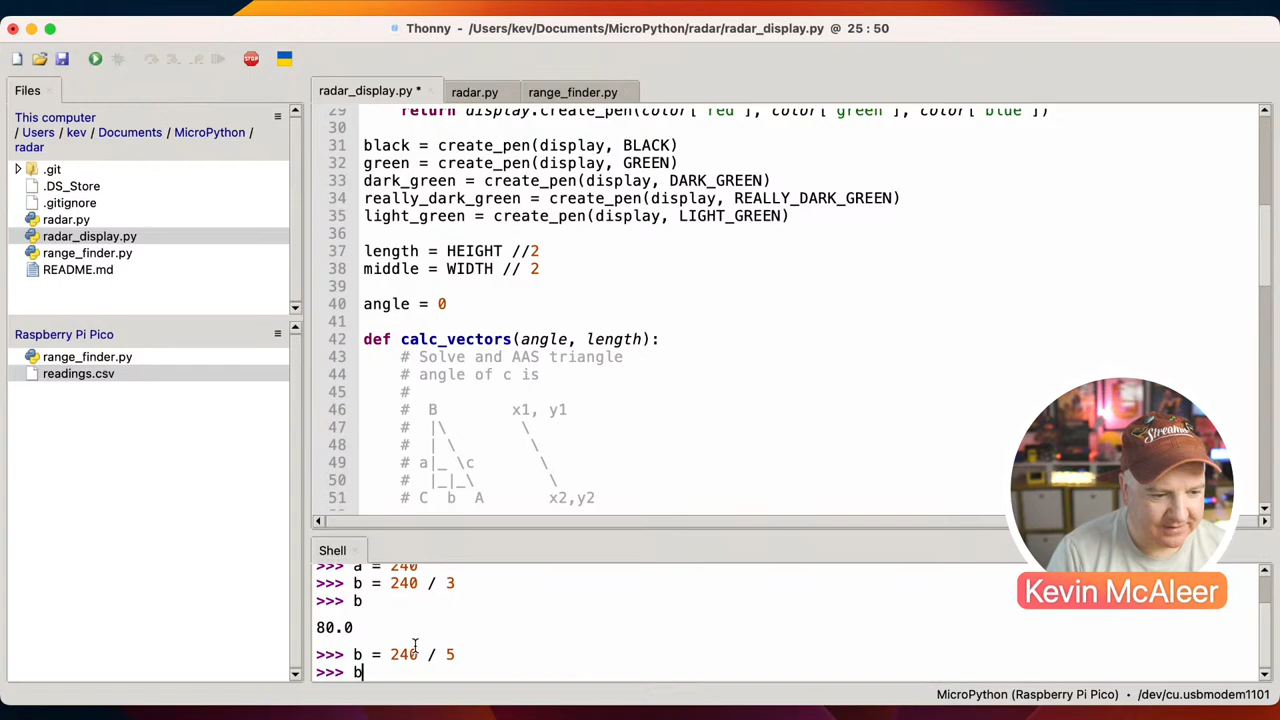 Thonny - /Users/kev/Documents/MicroPython/radar/radar_display.py @ 25 : 50
STOP
Files
This computer
/ Users / kev / Documents / MicroPython /
radar
.git
.DS_Store
.gitignore
radar.py
radar_display.py
range_finder.py
README.md
Raspberry Pi Pico
range_finder.py
readings.csv
radar_display.py *
radar.py
range_finder.py
29 return display.create_pen(color['red'], color['green'], color['blue'])
30
31 black = create_pen(display, BLACK)
32 green = create_pen(display, GREEN)
33 dark_green = create_pen(display, DARK_GREEN)
34 really_dark_green = create_pen(display, REALLY_DARK_GREEN)
35 light_green = create_pen(display, LIGHT_GREEN)
36
37 length = HEIGHT //2
38 middle = WIDTH // 2
39
40 angle = 0
41
42 def calc_vectors(angle, length):
43 # Solve and AAS triangle
44 # angle of c is
45 #
46 # B x1, y1
47 # |\ \
48 # | \ \
49 # a|_ \c \
50 # |_|_\ \
51 # C b A x2,y2
Shell
>>> a = 240
>>> b = 240 / 3
>>> b
80.0
>>> b = 240 / 5
>>> b
Streams
Kevin McAleer
MicroPython (Raspberry Pi Pico) • /dev/cu.usbmodem1101